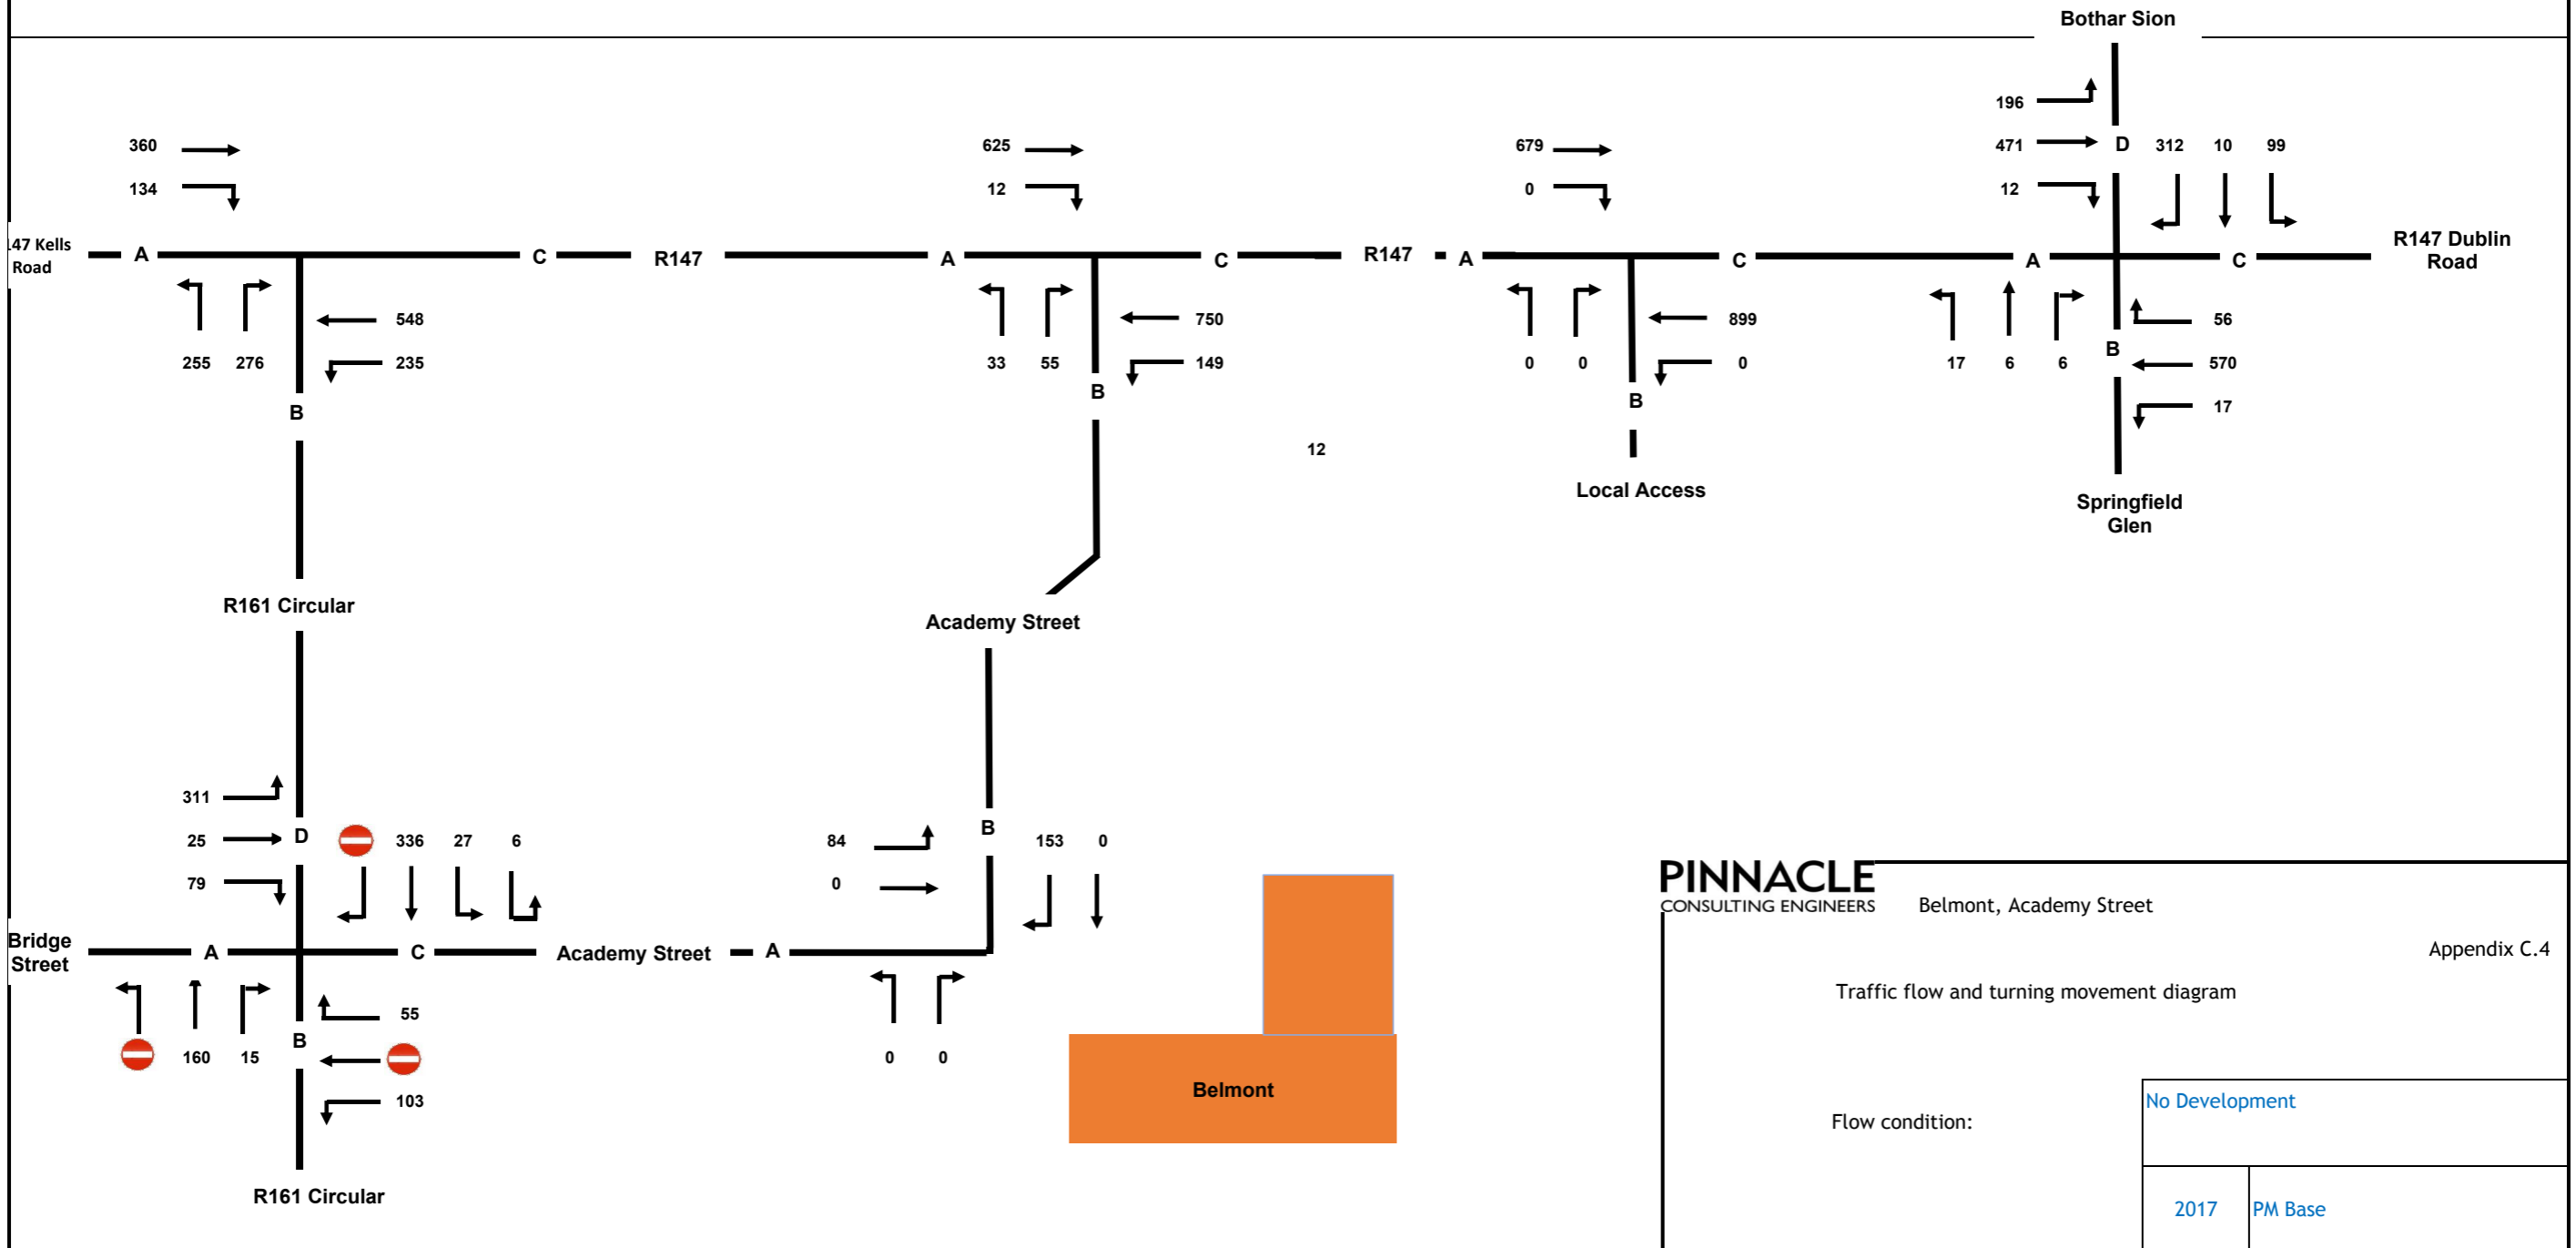 Bothar Sion
196
360
625
679
471
D
312
10
99
134
12
0
12
147 Kells
Road
A
C
R147
A
C
R147
A
C
A
C
R147 Dublin
Road
548
750
899
56
255
276
235
33
55
149
0
0
0
17
6
6
B
570
B
B
B
17
12
Local Access
Springfield
Glen
R161 Circular
Academy Street
311
25
D
336
27
6
84
B
153
0
79
0
Bridge
Street
A
C
Academy Street
A
55
160
15
B
0
0
103
Belmont
R161 Circular
PINNACLE
CONSULTING ENGINEERS
Belmont, Academy Street
Appendix C.4
Traffic flow and turning movement diagram
Flow condition:
No Development
2017
PM Base